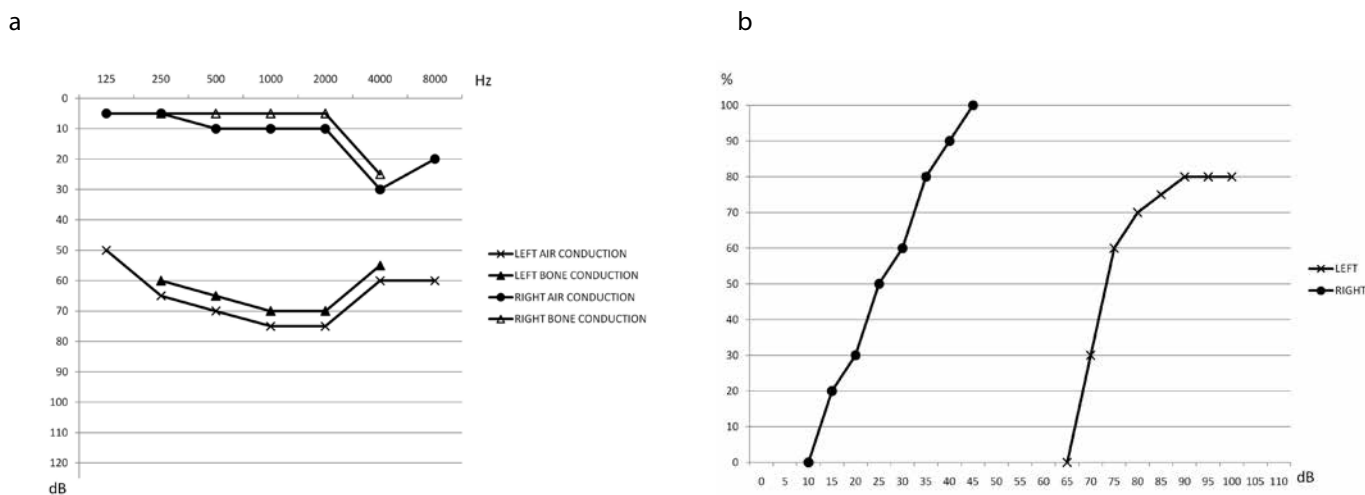 a
125 250 500 1000 2000 4000 8000 Hz
0
10
20
30
40
50
60
70
80
90
100
110
120
dB
LEFT AIR CONDUCTION
LEFT BONE CONDUCTION
RIGHT AIR CONDUCTION
RIGHT BONE CONDUCTION
b
%
100
90
80
70
60
50
40
30
20
10
0
0 5 10 15 20 25 30 35 40 45 50 55 60 65 70 75 80 85 90 95 100 105 110 dB
LEFT
RIGHT